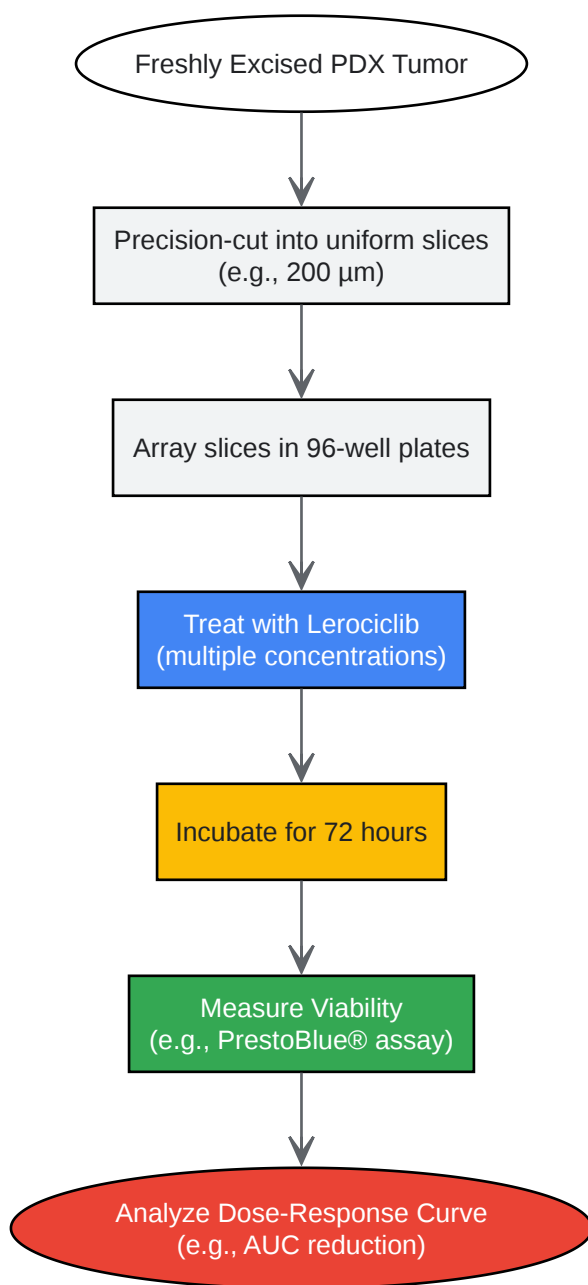 Freshly Excised PDX Tumor
Precision-cut into uniform slices
(e.g., 200 µm)
Array slices in 96-well plates
Treat with Lerociclib
(multiple concentrations)
Incubate for 72 hours
Measure Viability
(e.g., PrestoBlue® assay)
Analyze Dose-Response Curve
(e.g., AUC reduction)